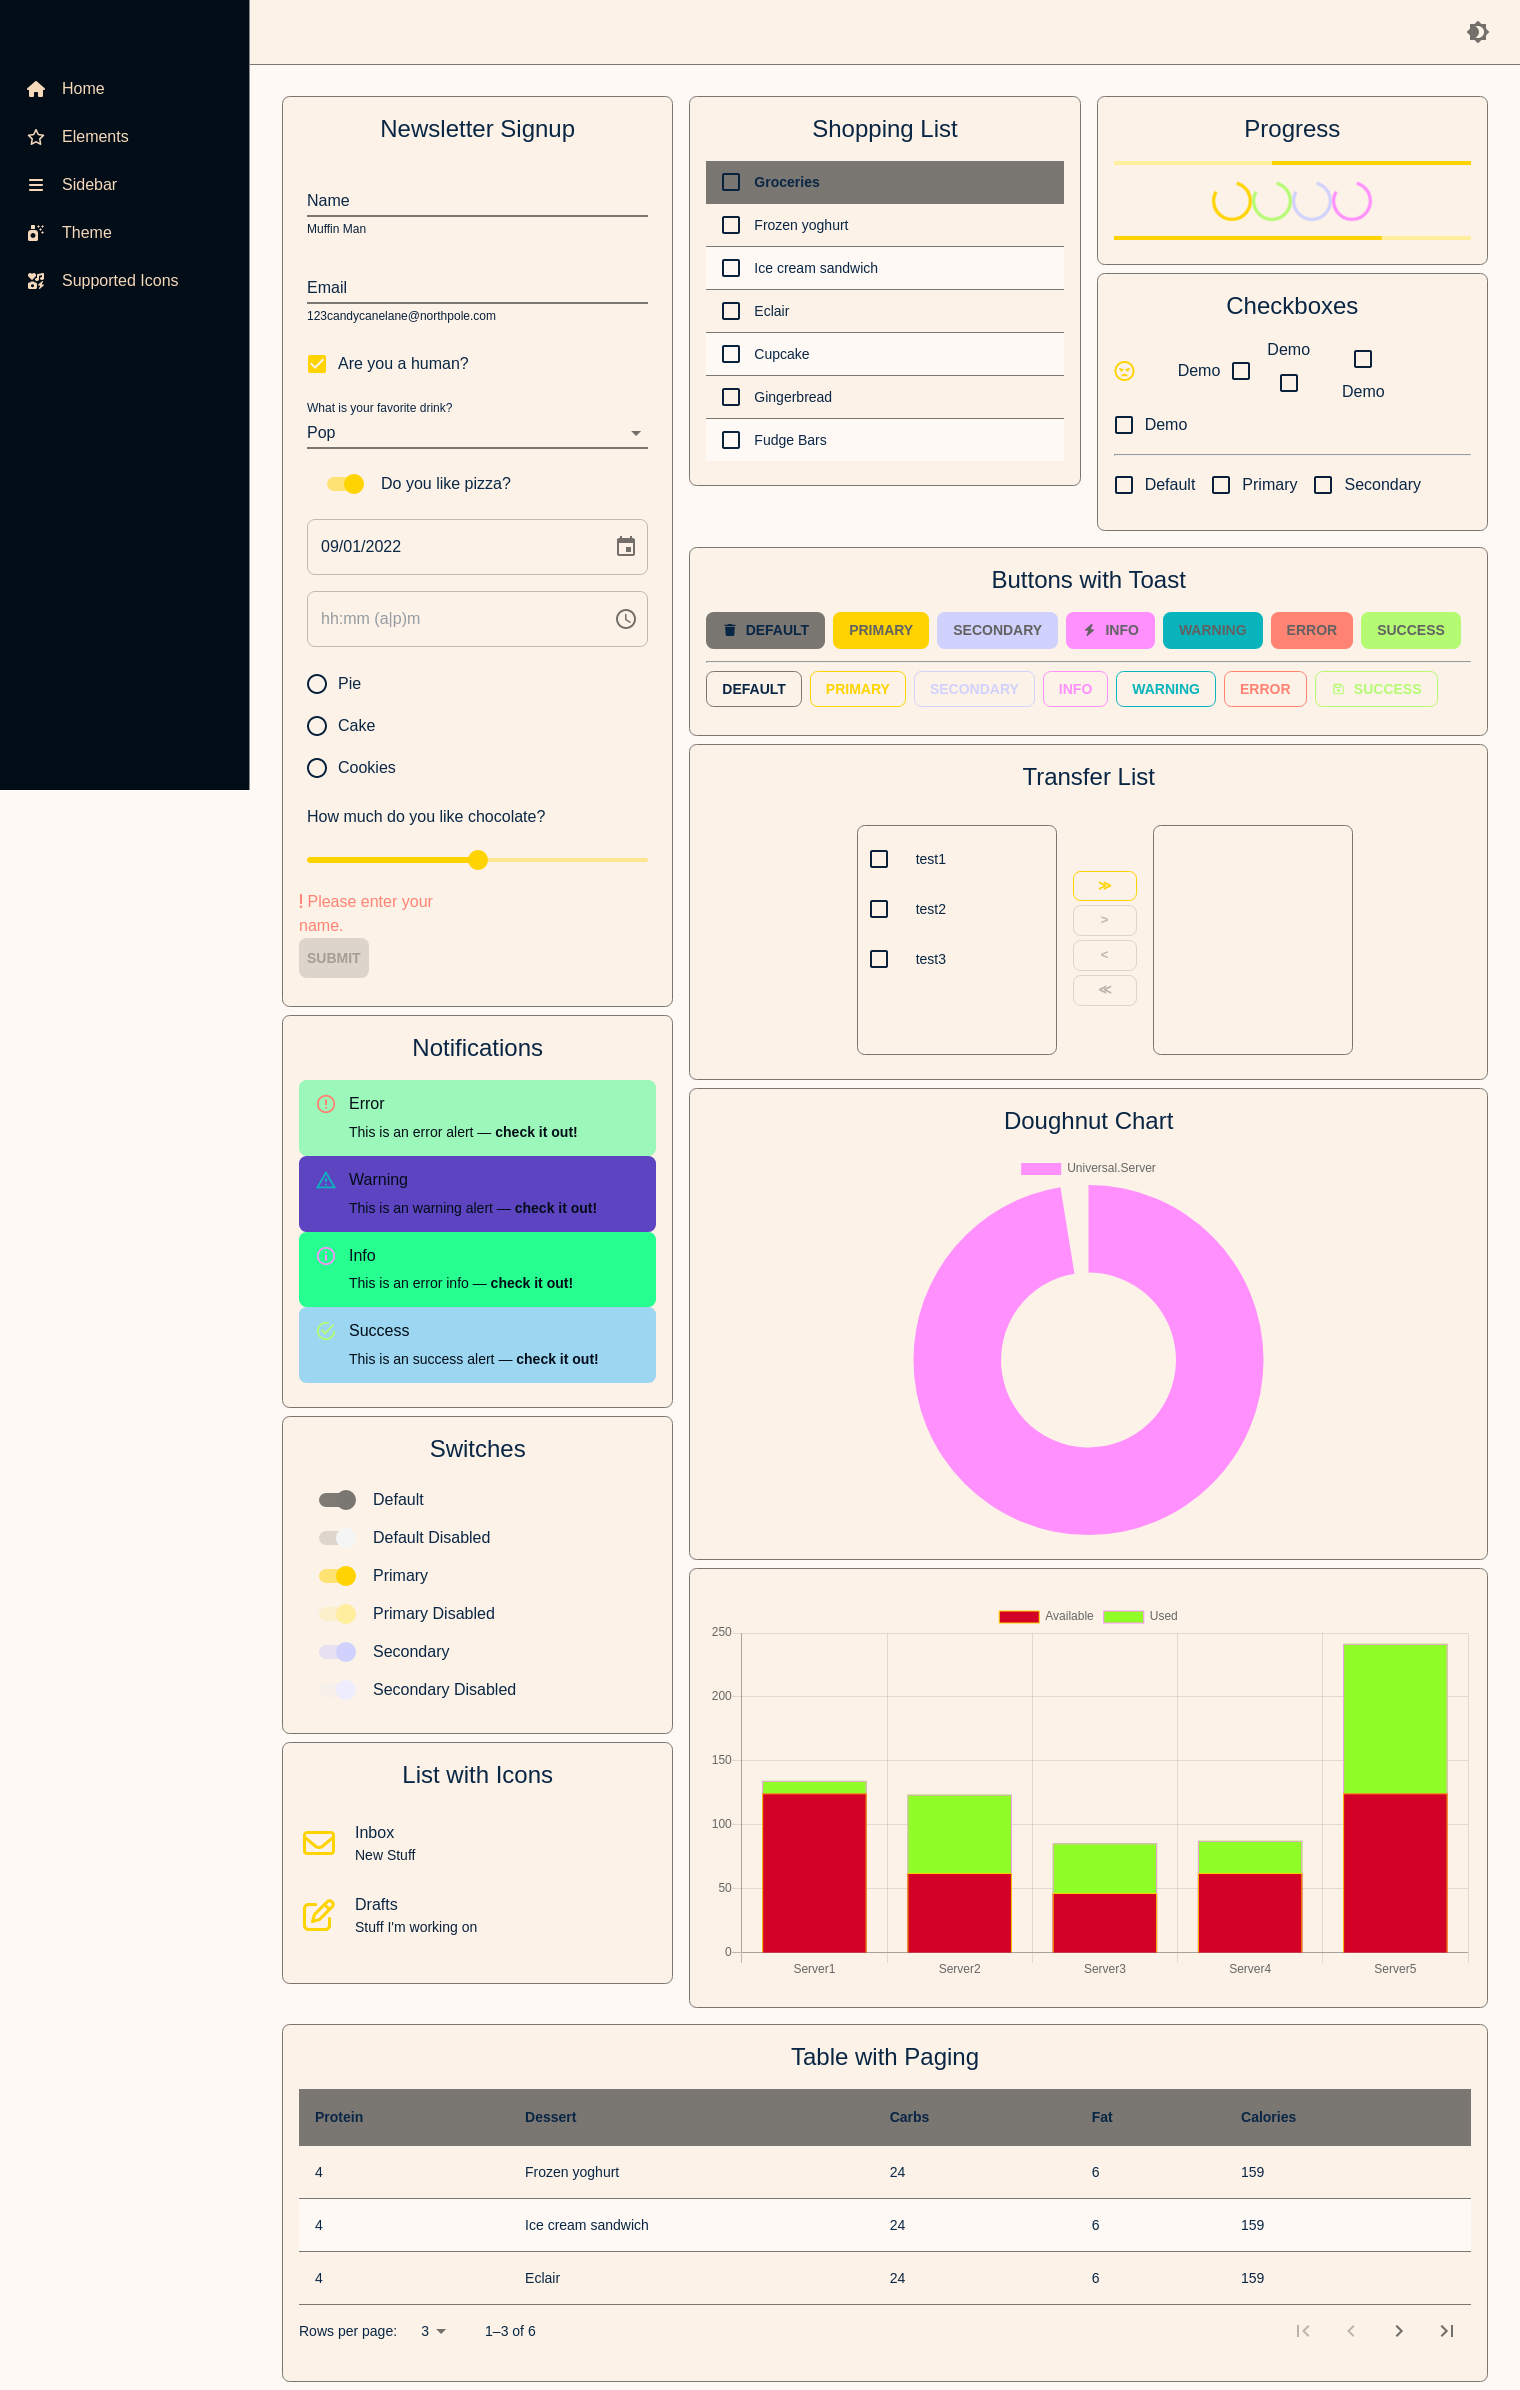 Home
Elements
Sidebar
Theme
Supported Icons
Newsletter Signup
Name
Muffin Man
Email
123candycanelane@northpole.com
Are you a human?
What is your favorite drink?
Pop
Do you like pizza?
09/01/2022
hh:mm (a|p)m
Pie
Cake
Cookies
How much do you like chocolate?
! Please enter your
name.
SUBMIT
Notifications
Error
This is an error alert — check it out!
Warning
This is an warning alert — check it out!
Info
This is an error info — check it out!
Success
This is an success alert — check it out!
Switches
Default
Default Disabled
Primary
Primary Disabled
Secondary
Secondary Disabled
List with Icons
Inbox
New Stuff
Drafts
Stuff I'm working on
Shopping List
Groceries
Frozen yoghurt
Ice cream sandwich
Eclair
Cupcake
Gingerbread
Fudge Bars
Progress
Checkboxes
Demo
Demo
Demo
Demo
Default Primary Secondary
Buttons with Toast
DEFAULT PRIMARY SECONDARY INFO WARNING ERROR SUCCESS
DEFAULT PRIMARY SECONDARY INFO WARNING ERROR SUCCESS
Transfer List
test1
test2
test3
≫
>
<
≪
Doughnut Chart
Universal.Server
Available Used
250
200
150
100
50
0
Server1 Server2 Server3 Server4 Server5
Table with Paging
Protein Dessert Carbs Fat Calories
4 Frozen yoghurt 24 6 159
4 Ice cream sandwich 24 6 159
4 Eclair 24 6 159
Rows per page: 3 1–3 of 6